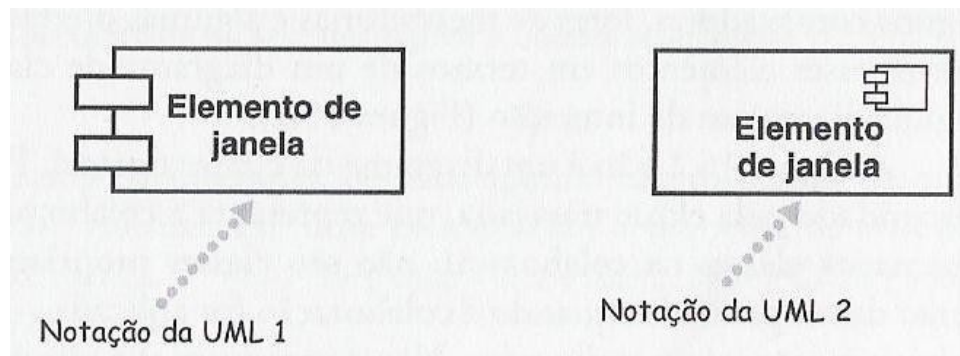 Elemento de
janela
Elemento
de janela
Notação da UML 1
Notação da UML 2